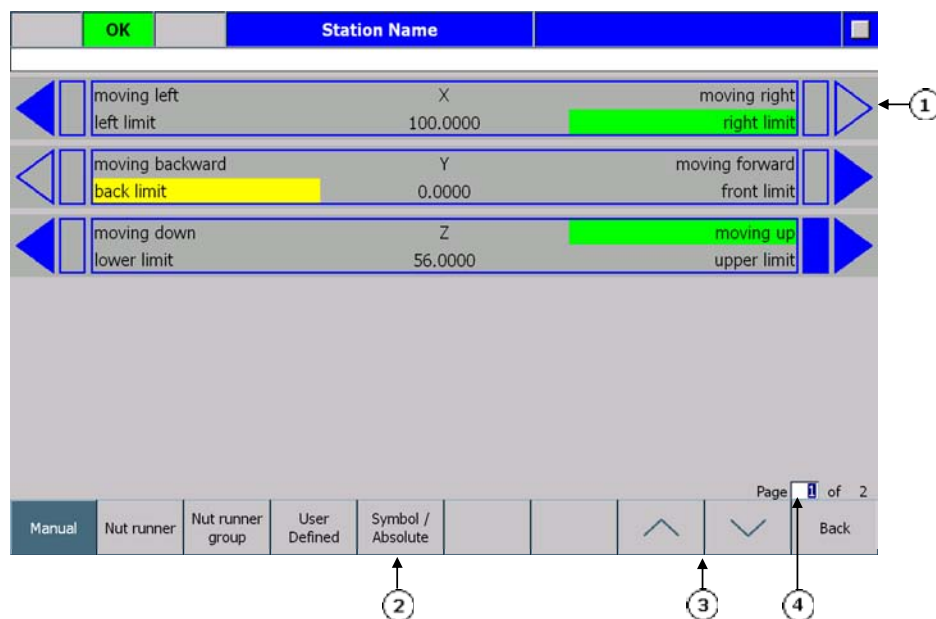 OK Station Name
moving left X moving right
left limit 100.0000 right limit
1
moving backward Y moving forward
back limit 0.0000 front limit
moving down Z moving up
lower limit 56.0000 upper limit
Page 1 of 2
Manual Nut runner Nut runner group User Defined Symbol / Absolute Back
2 3 4